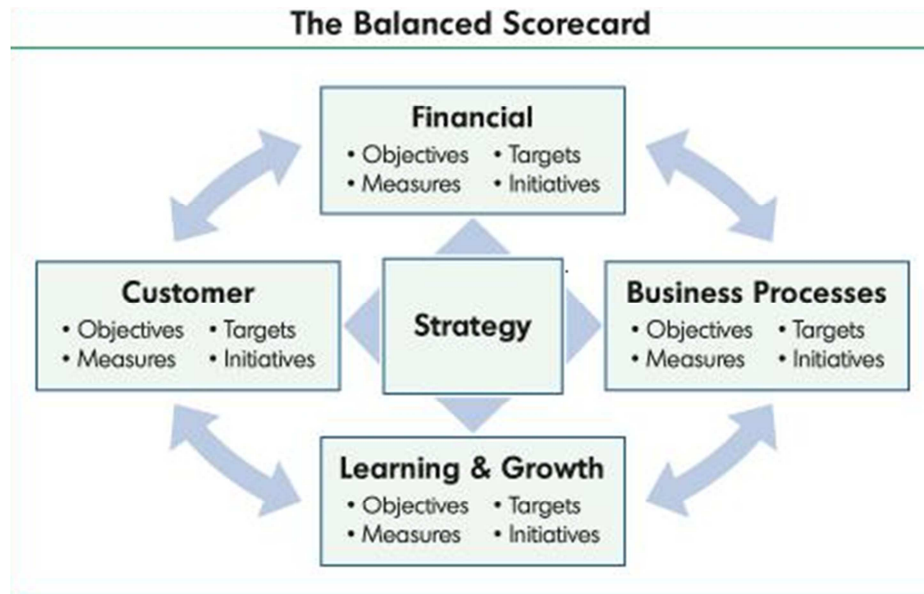 The Balanced Scorecard
Financial
• Objectives • Targets
• Measures • Initiatives
Customer
• Objectives • Targets
• Measures • Initiatives
Strategy
Business Processes
• Objectives • Targets
• Measures • Initiatives
Learning & Growth
• Objectives • Targets
• Measures • Initiatives